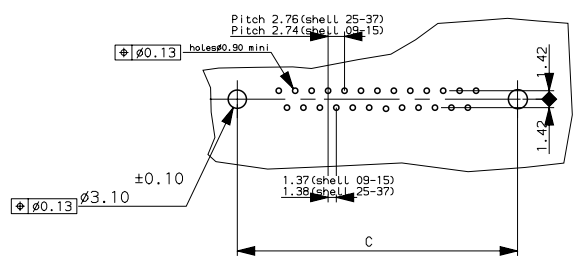 Pitch 2.76(shell 25-37)
Pitch 2.74(shell 09-15)
⌖ ø0.13
holesø0.90 mini
1.42
1.42
±0.10
ø3.10
⌖ ø0.13
1.37(shell 09-15)
1.38(shell 25-37)
C